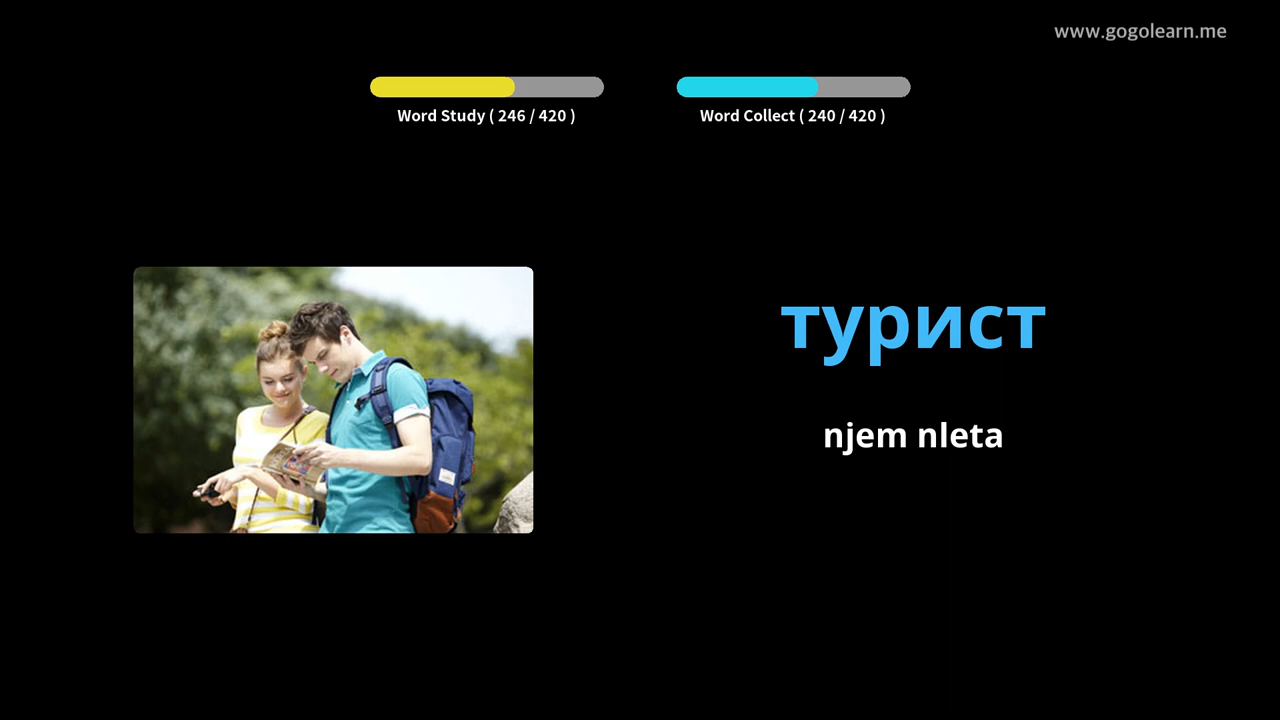 www.gogolearn.me
Word Study ( 246 / 420 )
Word Collect ( 240 / 420 )
турист
njem nleta